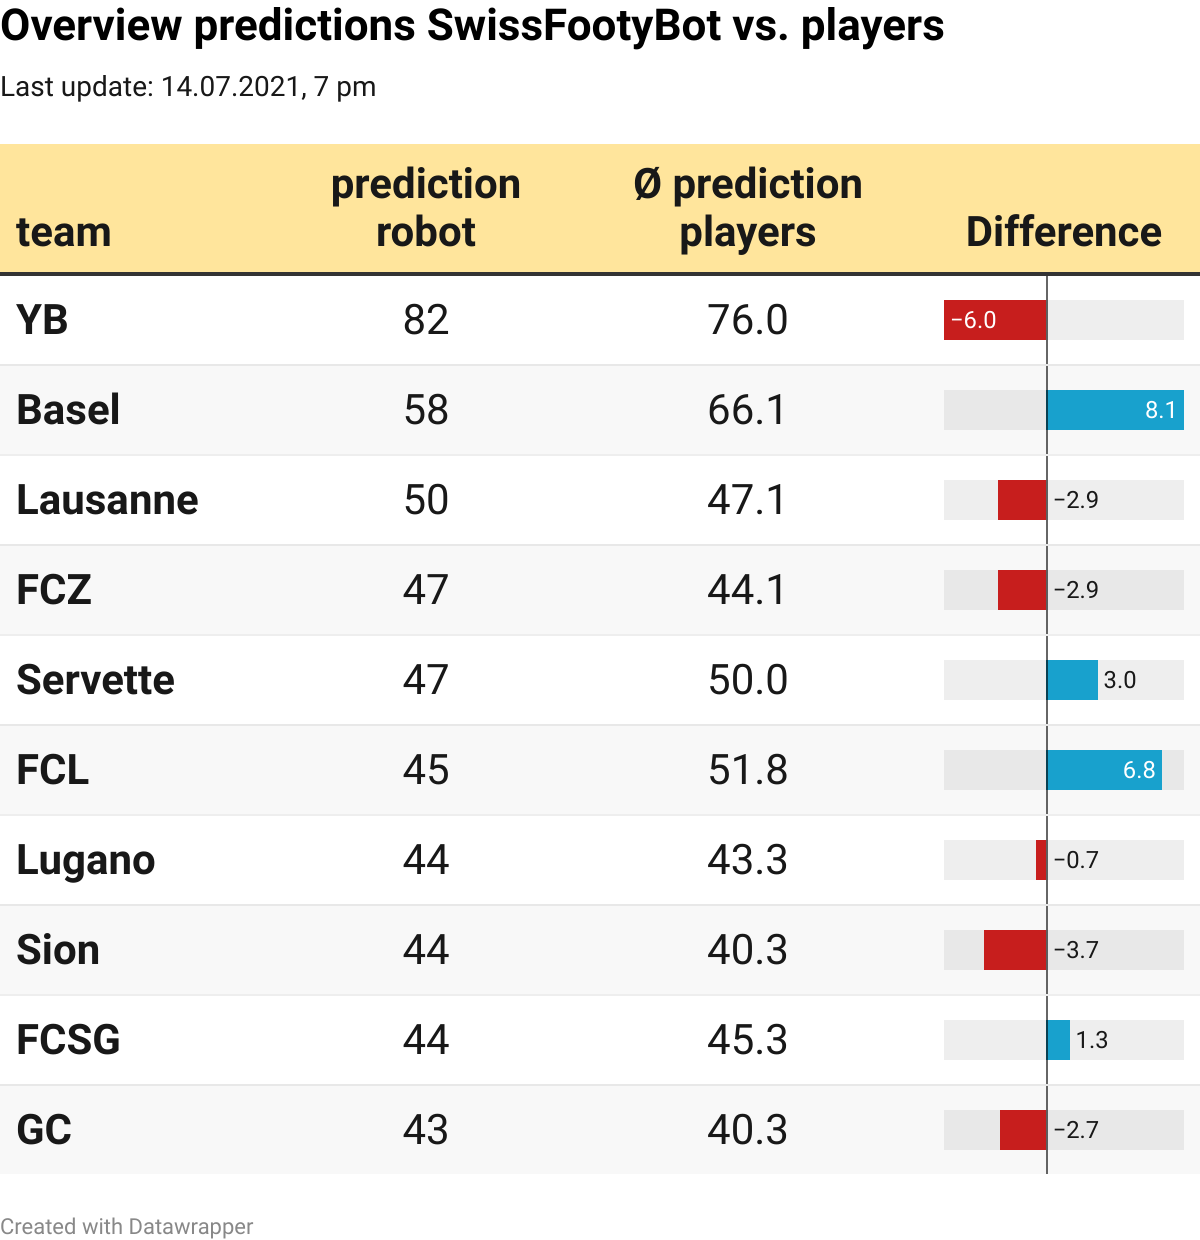 Overview predictions SwissFootyBot vs. players
Last update: 14.07.2021, 7 pm
team prediction robot Ø prediction players Difference
YB 82 76.0 −6.0
Basel 58 66.1 8.1
Lausanne 50 47.1 −2.9
FCZ 47 44.1 −2.9
Servette 47 50.0 3.0
FCL 45 51.8 6.8
Lugano 44 43.3 −0.7
Sion 44 40.3 −3.7
FCSG 44 45.3 1.3
GC 43 40.3 −2.7
Created with Datawrapper